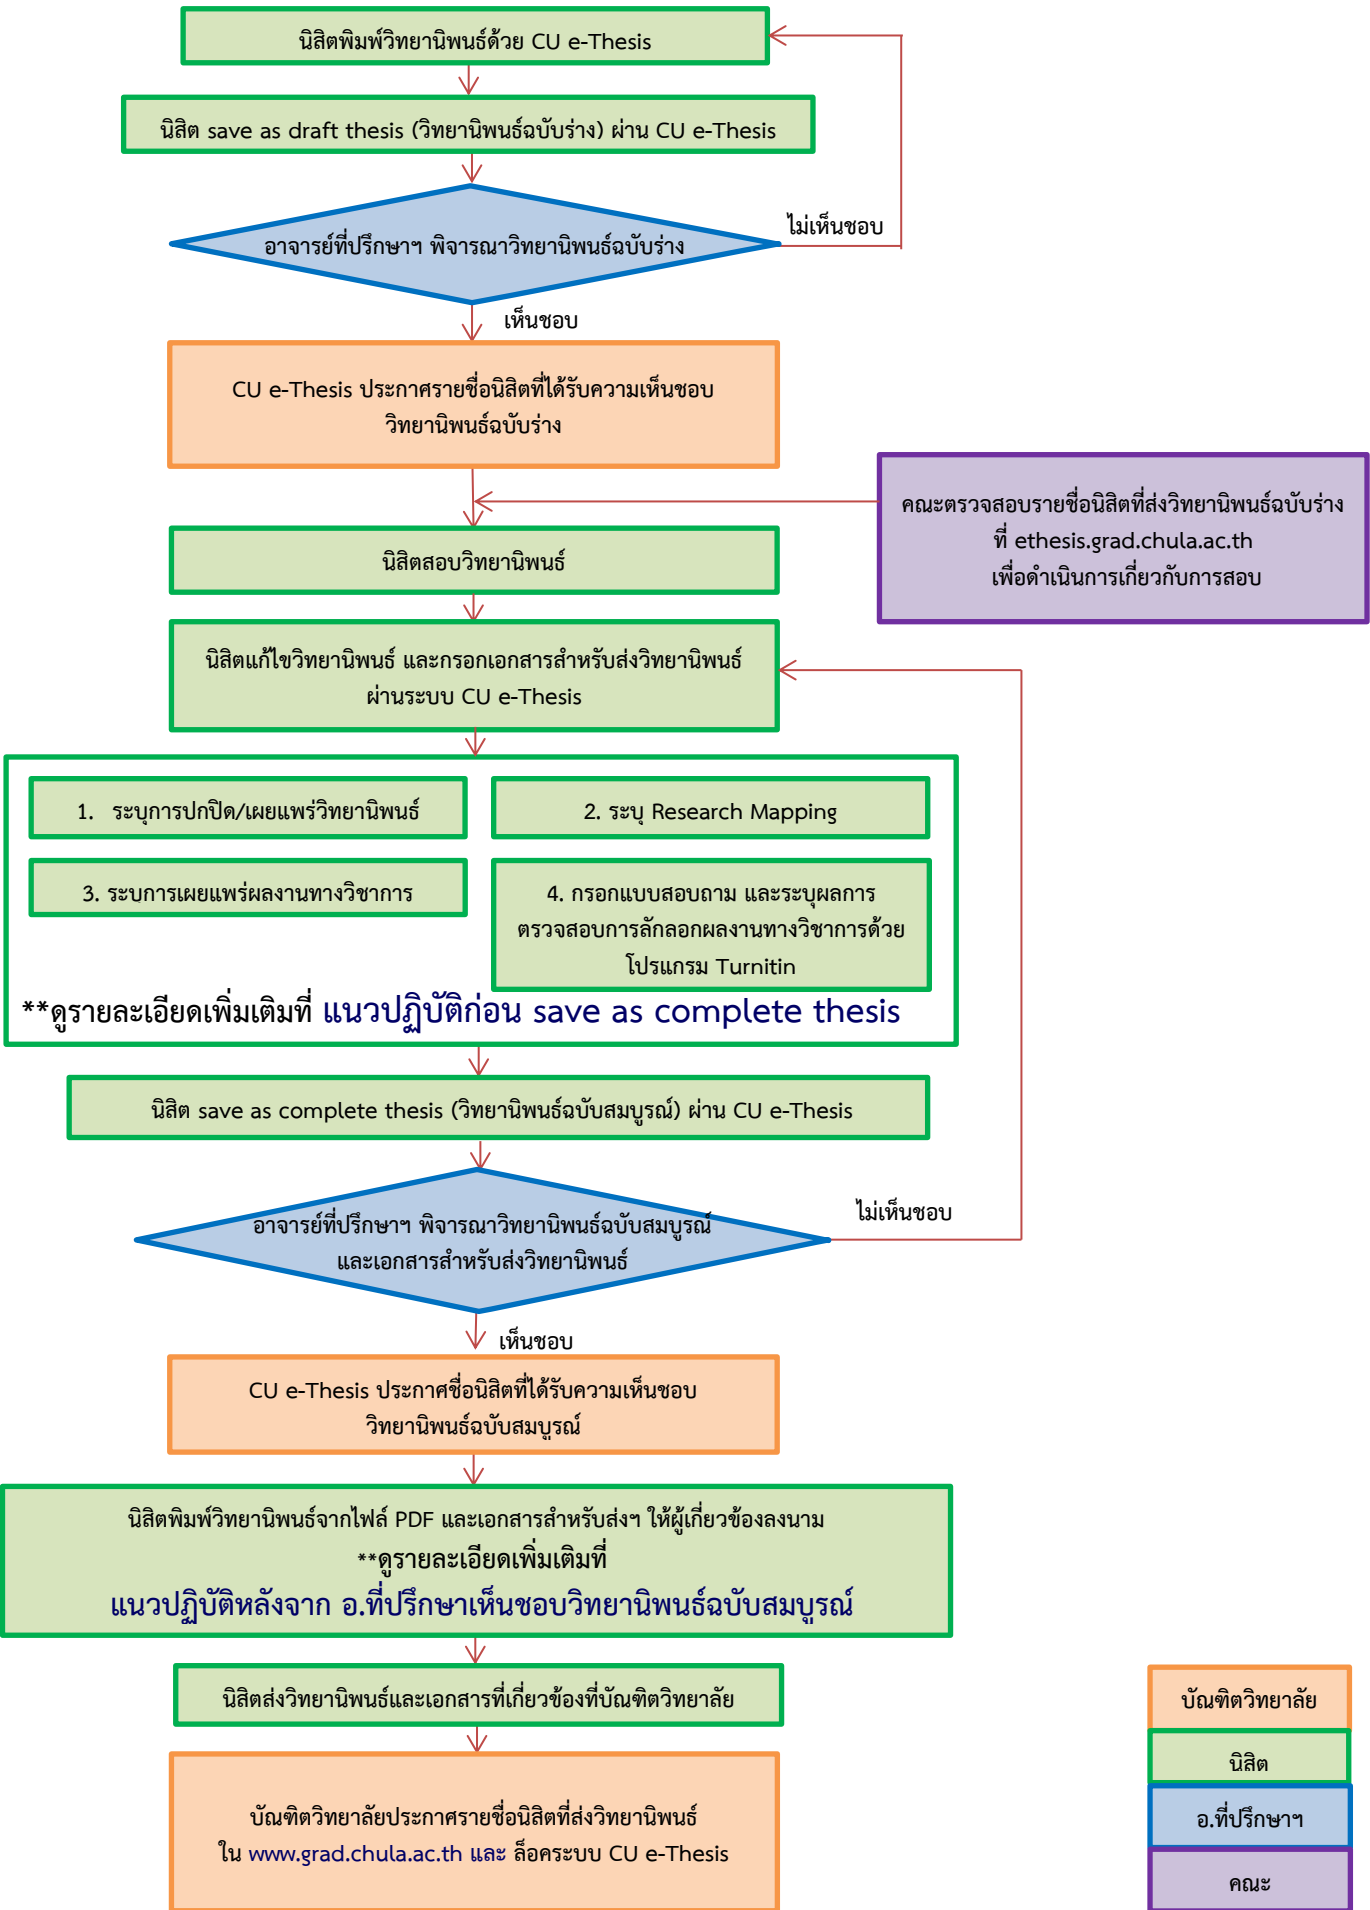 นิสิตพิมพ์วิทยานิพนธ์ด้วย CU e-Thesis
นิสิต save as draft thesis (วิทยานิพนธ์ฉบับร่าง) ผ่าน CU e-Thesis
ไม่เห็นชอบ
อาจารย์ที่ปรึกษาฯ พิจารณาวิทยานิพนธ์ฉบับร่าง
เห็นชอบ
CU e-Thesis ประกาศรายชื่อนิสิตที่ได้รับความเห็นชอบ
วิทยานิพนธ์ฉบับร่าง
คณะตรวจสอบรายชื่อนิสิตที่ส่งวิทยานิพนธ์ฉบับร่าง
ที่ ethesis.grad.chula.ac.th
เพื่อดำเนินการเกี่ยวกับการสอบ
นิสิตสอบวิทยานิพนธ์
นิสิตแก้ไขวิทยานิพนธ์ และกรอกเอกสารสำหรับส่งวิทยานิพนธ์
ผ่านระบบ CU e-Thesis
1. ระบุการปกปิด/เผยแพร่วิทยานิพนธ์
2. ระบุ Research Mapping
3. ระบุการเผยแพร่ผลงานทางวิชาการ
4. กรอกแบบสอบถาม และระบุผลการ
ตรวจสอบการลักลอกผลงานทางวิชาการด้วย
โปรแกรม Turnitin
**ดูรายละเอียดเพิ่มเติมที่ แนวปฏิบัติก่อน save as complete thesis
นิสิต save as complete thesis (วิทยานิพนธ์ฉบับสมบูรณ์) ผ่าน CU e-Thesis
ไม่เห็นชอบ
อาจารย์ที่ปรึกษาฯ พิจารณาวิทยานิพนธ์ฉบับสมบูรณ์
และเอกสารสำหรับส่งวิทยานิพนธ์
เห็นชอบ
CU e-Thesis ประกาศชื่อนิสิตที่ได้รับความเห็นชอบ
วิทยานิพนธ์ฉบับสมบูรณ์
นิสิตพิมพ์วิทยานิพนธ์จากไฟล์ PDF และเอกสารสำหรับส่งฯ ให้ผู้เกี่ยวข้องลงนาม
**ดูรายละเอียดเพิ่มเติมที่
แนวปฏิบัติหลังจาก อ.ที่ปรึกษาเห็นชอบวิทยานิพนธ์ฉบับสมบูรณ์
นิสิตส่งวิทยานิพนธ์และเอกสารที่เกี่ยวข้องที่บัณฑิตวิทยาลัย
บัณฑิตวิทยาลัยประกาศรายชื่อนิสิตที่ส่งวิทยานิพนธ์
ใน www.grad.chula.ac.th และ ล็อคระบบ CU e-Thesis
บัณฑิตวิทยาลัย
นิสิต
อ.ที่ปรึกษาฯ
คณะ